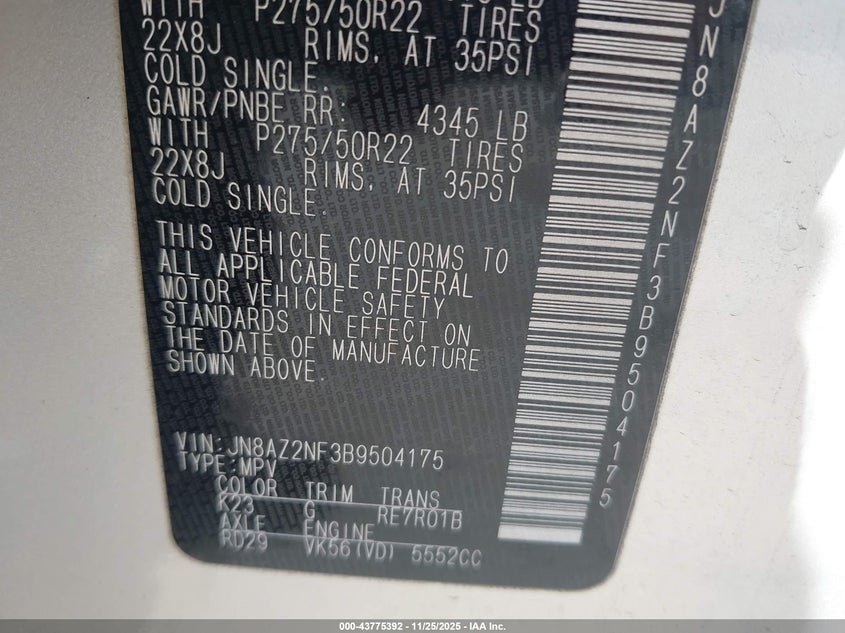 WITH P275/50R22 TIRES
22X8J RIMS, AT 35PSI
COLD SINGLE.
GAWR/PNBE RR: 4345 LB
WITH P275/50R22 TIRES
22X8J RIMS, AT 35PSI
COLD SINGLE.
THIS VEHICLE CONFORMS TO
ALL APPLICABLE FEDERAL
MOTOR VEHICLE SAFETY
STANDARDS IN EFFECT ON
THE DATE OF MANUFACTURE
SHOWN ABOVE.
VIN: JN8AZ2NF3B9504175
TYPE: MPV
COLOR TRIM TRANS
K23 G RE7R01B
AXLE ENGINE
RD29 VK56(VD) 5552CC
JN8AZ2NF3B9504175
000-43775392 - 11/25/2025 - IAA Inc.